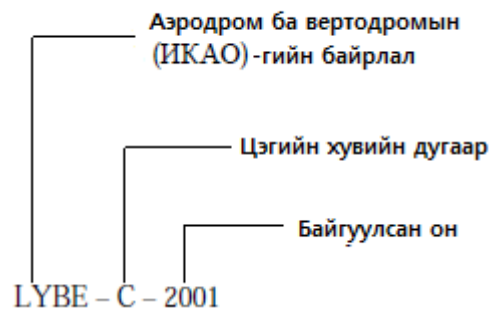 Аэродром ба вертодромын
(ИКАО)-гийн байрлал
Цэгийн хувийн дугаар
Байгуулсан он
LYBE – C – 2001